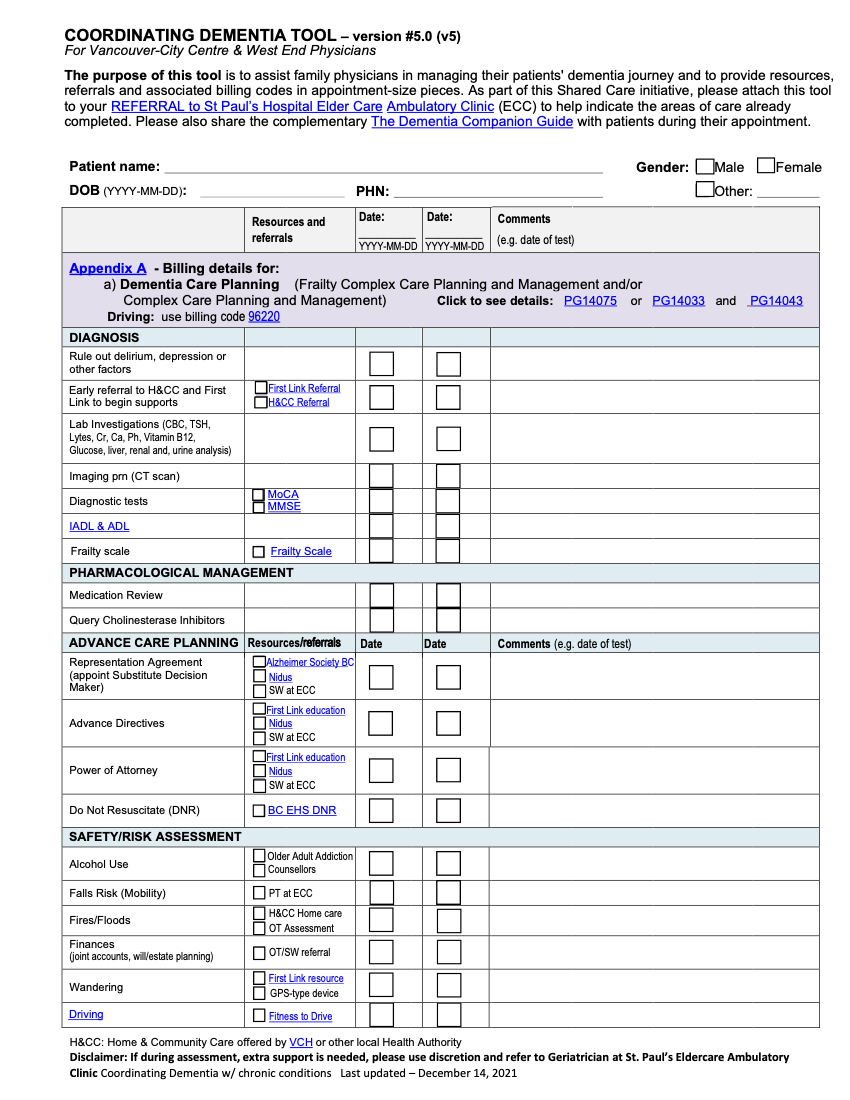 COORDINATING DEMENTIA TOOL – version #5.0 (v5)
For Vancouver-City Centre & West End Physicians
The purpose of this tool is to assist family physicians in managing their patients' dementia journey and to provide resources,
referrals and associated billing codes in appointment-size pieces. As part of this Shared Care initiative, please attach this tool
to your REFERRAL to St Paul's Hospital Elder Care Ambulatory Clinic (ECC) to help indicate the areas of care already
completed. Please also share the complementary The Dementia Companion Guide with patients during their appointment.
Patient name: Gender: Male Female
DOB (YYYY-MM-DD): PHN: Other:
Resources and referrals Date: YYYY-MM-DD Date: YYYY-MM-DD Comments (e.g. date of test)
Appendix A - Billing details for:
a) Dementia Care Planning (Frailty Complex Care Planning and Management and/or
Complex Care Planning and Management) Click to see details: PG14075 or PG14033 and PG14043
Driving: use billing code 96220
DIAGNOSIS
Rule out delirium, depression or
other factors
Early referral to H&CC and First
Link to begin supports
First Link Referral
H&CC Referral
Lab Investigations (CBC, TSH,
Lytes, Cr, Ca, Ph, Vitamin B12,
Glucose, liver, renal and, urine analysis)
Imaging prn (CT scan)
Diagnostic tests
MoCA
MMSE
IADL & ADL
Frailty scale Frailty Scale
PHARMACOLOGICAL MANAGEMENT
Medication Review
Query Cholinesterase Inhibitors
ADVANCE CARE PLANNING Resources/referrals Date Date Comments (e.g. date of test)
Representation Agreement
(appoint Substitute Decision
Maker)
Alzheimer Society BC
Nidus
SW at ECC
Advance Directives
First Link education
Nidus
SW at ECC
Power of Attorney
First Link education
Nidus
SW at ECC
Do Not Resuscitate (DNR) BC EHS DNR
SAFETY/RISK ASSESSMENT
Alcohol Use
Older Adult Addiction
Counsellors
Falls Risk (Mobility) PT at ECC
Fires/Floods
H&CC Home care
OT Assessment
Finances
(joint accounts, will/estate planning)
OT/SW referral
Wandering
First Link resource
GPS-type device
Driving Fitness to Drive
H&CC: Home & Community Care offered by VCH or other local Health Authority
Disclaimer: If during assessment, extra support is needed, please use discretion and refer to Geriatrician at St. Paul's Eldercare Ambulatory
Clinic Coordinating Dementia w/ chronic conditions Last updated – December 14, 2021